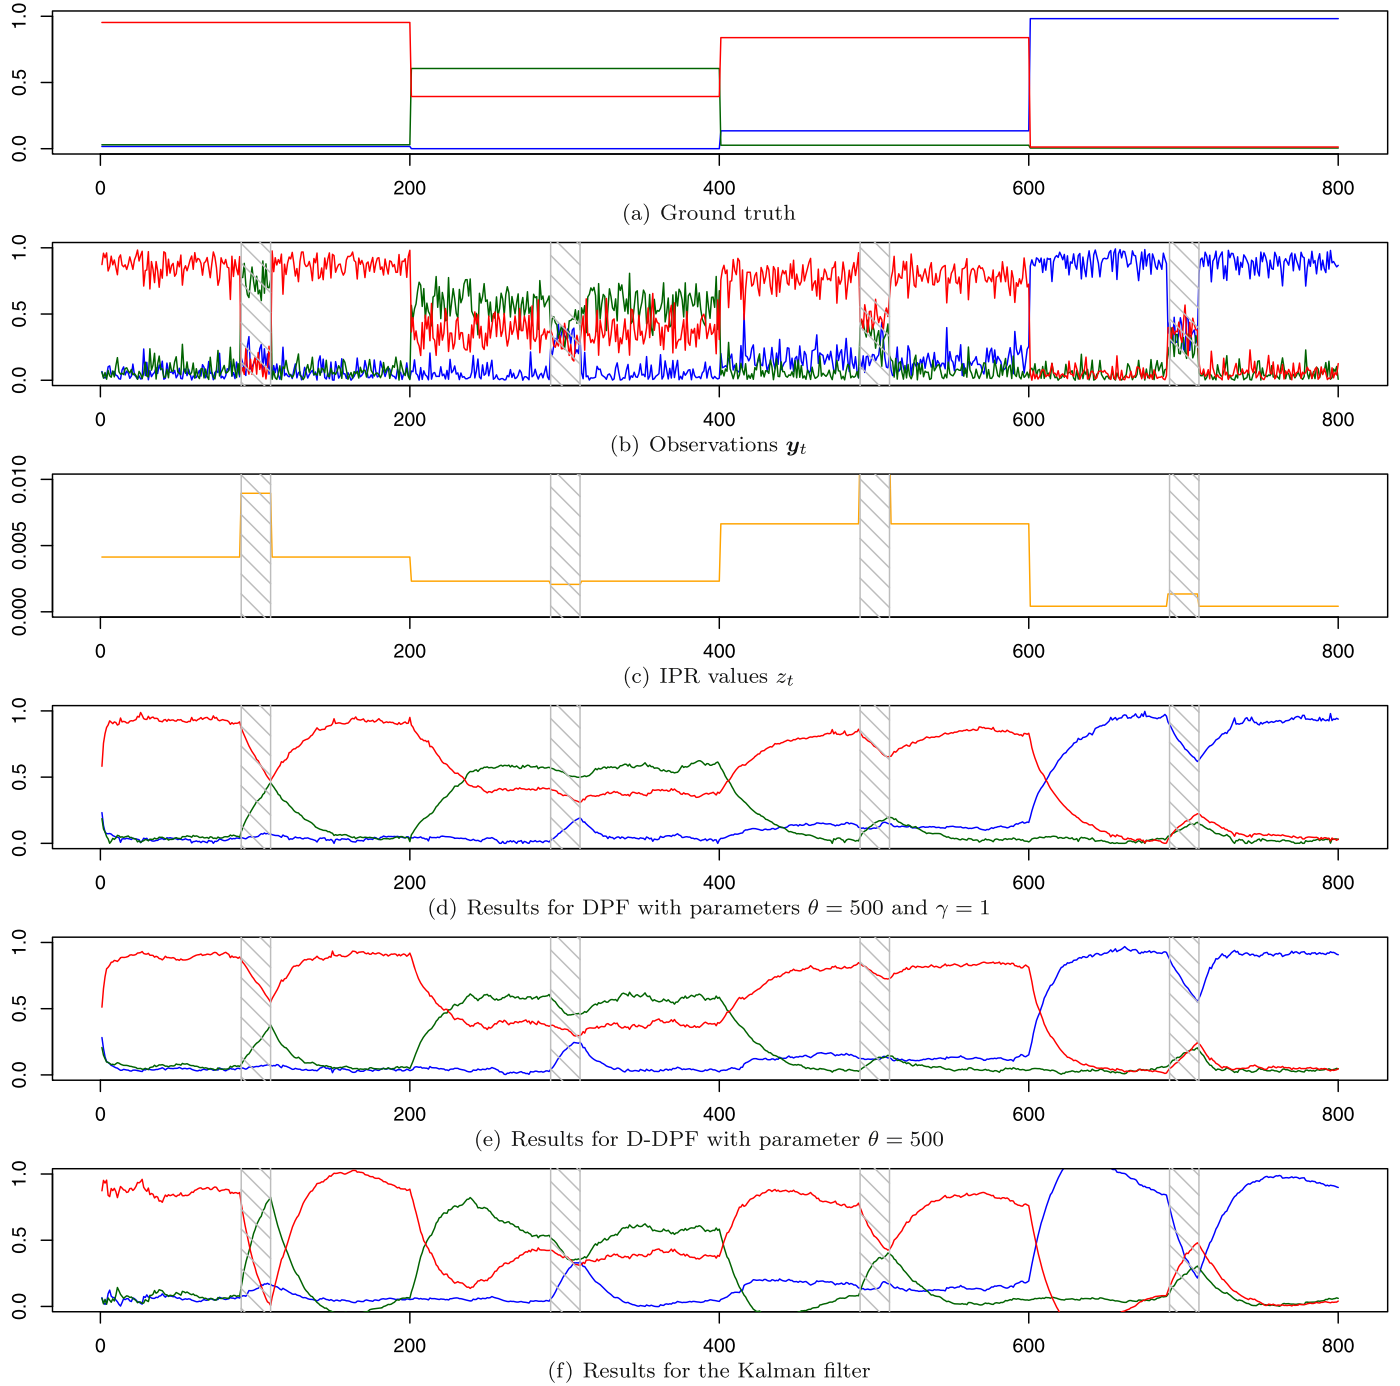 1.0
0.5
0.0
0 200 400 600 800
(a) Ground truth
1.0
0.5
0.0
0 200 400 600 800
(b) Observations yₜ
0.010
0.005
0.000
0 200 400 600 800
(c) IPR values zₜ
1.0
0.5
0.0
0 200 400 600 800
(d) Results for DPF with parameters θ = 500 and γ = 1
1.0
0.5
0.0
0 200 400 600 800
(e) Results for D-DPF with parameter θ = 500
1.0
0.5
0.0
0 200 400 600 800
(f) Results for the Kalman filter